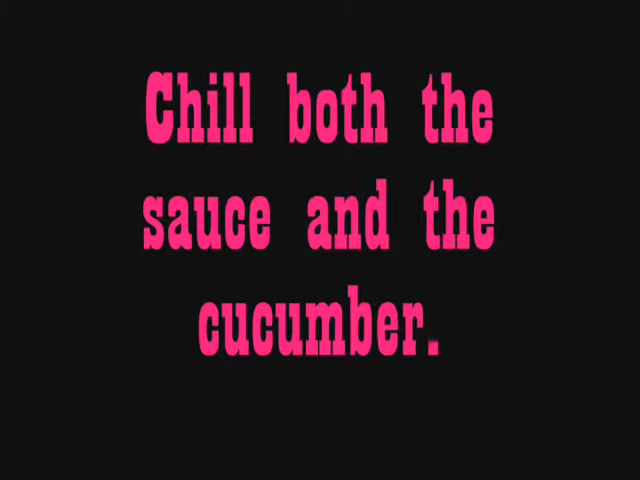 Chill both the
sauce and the
cucumber.